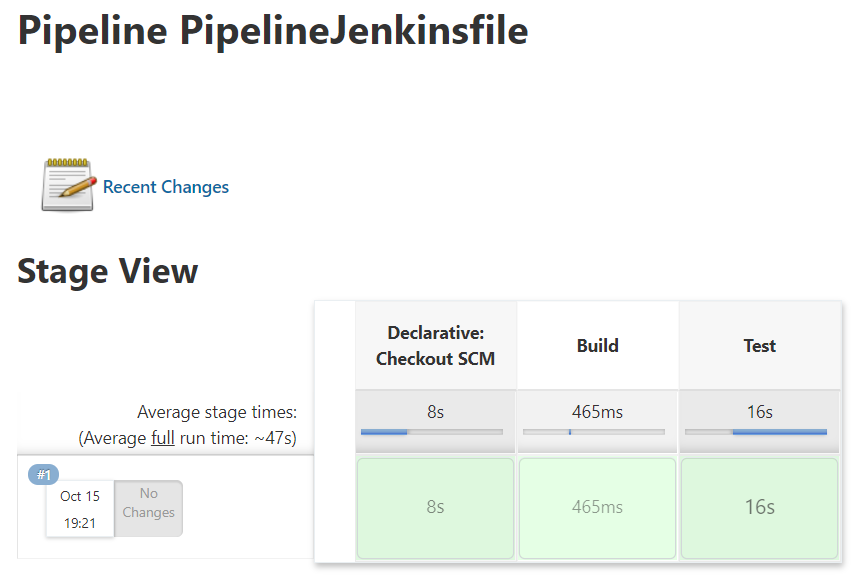 Pipeline PipelineJenkinsfile
Recent Changes
Stage View
Declarative:
Checkout SCM
Build
Test
Average stage times:
(Average full run time: ~47s)
8s
465ms
16s
#1
Oct 15
19:21
No
Changes
8s
465ms
16s